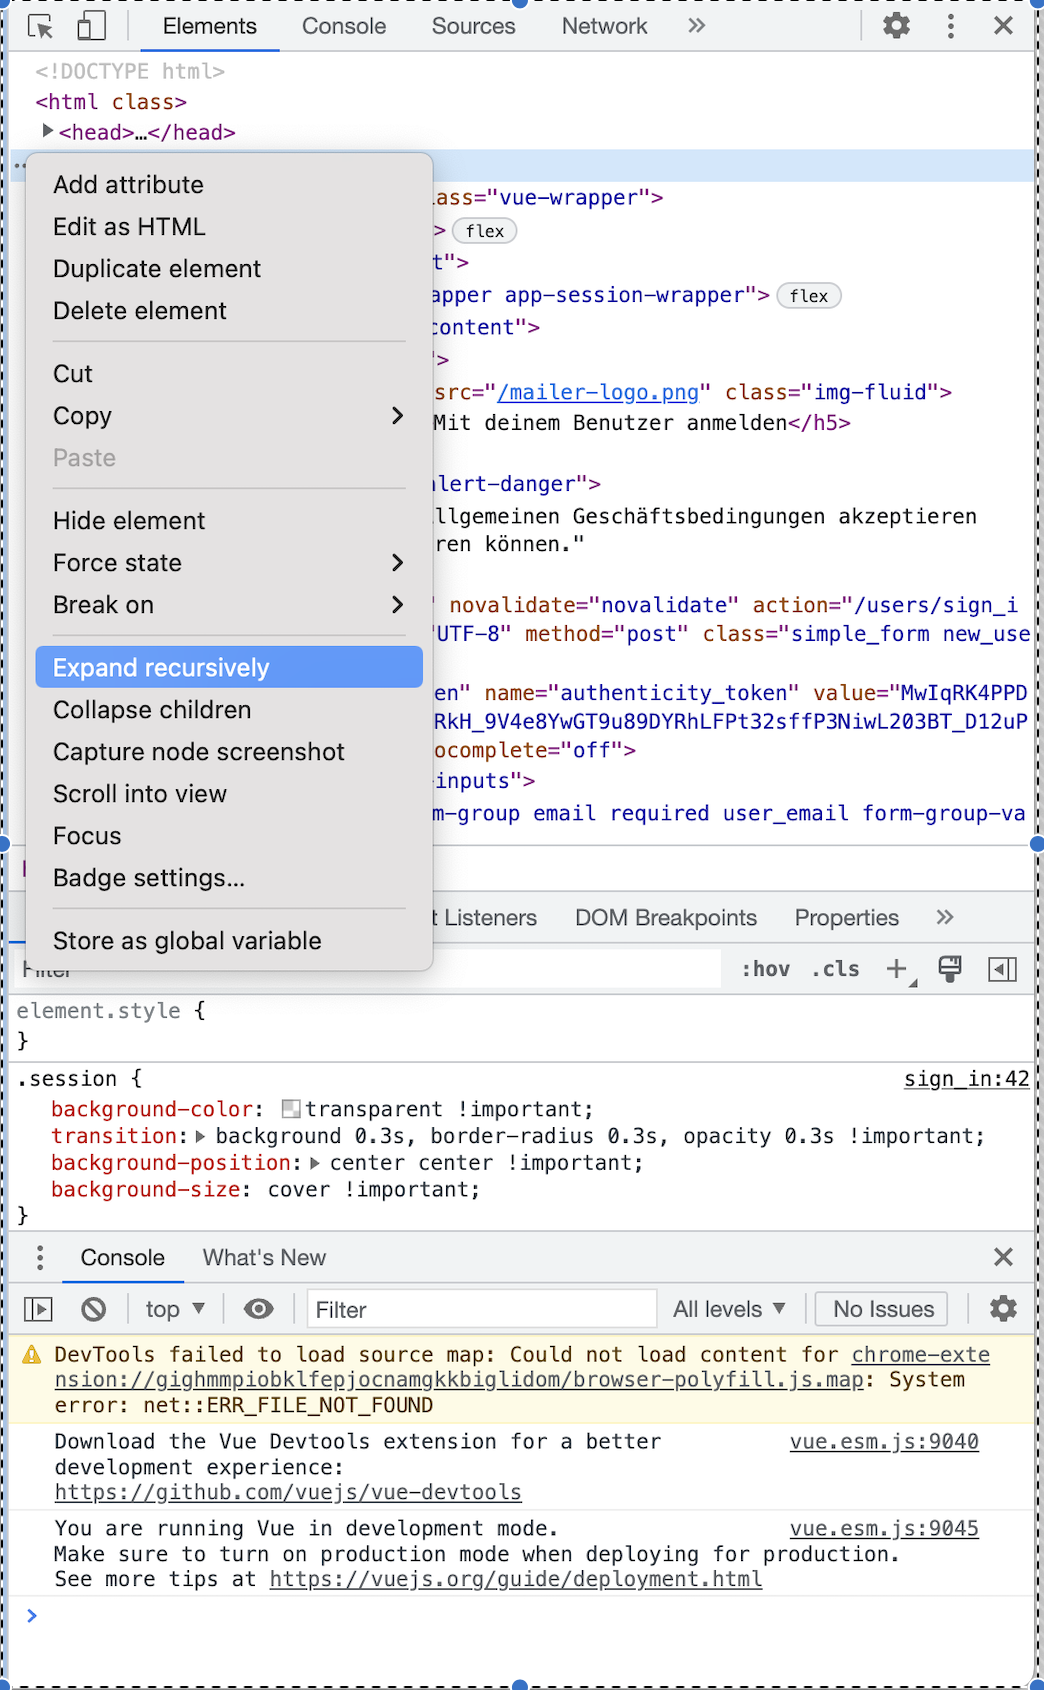 Elements Console Sources Network »
<!DOCTYPE html>
<html class>
<head>…</head>
Add attribute
="vue-wrapper">
Edit as HTML
> flex
Duplicate element
">
app-session-wrapper"> flex
Delete element
">
">
Cut
src="/mailer-logo.png" class="img-fluid">
Copy
Mit deinem Benutzer anmelden</h5>
Paste
-danger">
Hide element
Geschäftsbedingungen akzeptieren
können."
Force state
Break on
novalidate="novalidate" action="/users/sign_i
UTF-8" method="post" class="simple_form new_use
Expand recursively
name="authenticity_token" value="MwIqRK4PPD
RkH_9V4e8YwGT9u89DYRhLFPt32sffP3NiwL203BT_D12uP
Collapse children
="off">
Capture node screenshot
-inputs">
Scroll into view
-group email required user_email form-group-va
Focus
Badge settings...
Listeners DOM Breakpoints Properties »
Store as global variable
Filter :hov .cls
element.style {
}
.session { sign_in:42
background-color: transparent !important;
transition: background 0.3s, border-radius 0.3s, opacity 0.3s !important;
background-position: center center !important;
background-size: cover !important;
}
Console What's New
top Filter All levels No Issues
DevTools failed to load source map: Could not load content for chrome-exte
nsion://gighmmpiobklfepjocnamgkkbiglidom/browser-polyfill.js.map: System
error: net::ERR_FILE_NOT_FOUND
Download the Vue Devtools extension for a better vue.esm.js:9040
development experience:
https://github.com/vuejs/vue-devtools
You are running Vue in development mode. vue.esm.js:9045
Make sure to turn on production mode when deploying for production.
See more tips at https://vuejs.org/guide/deployment.html